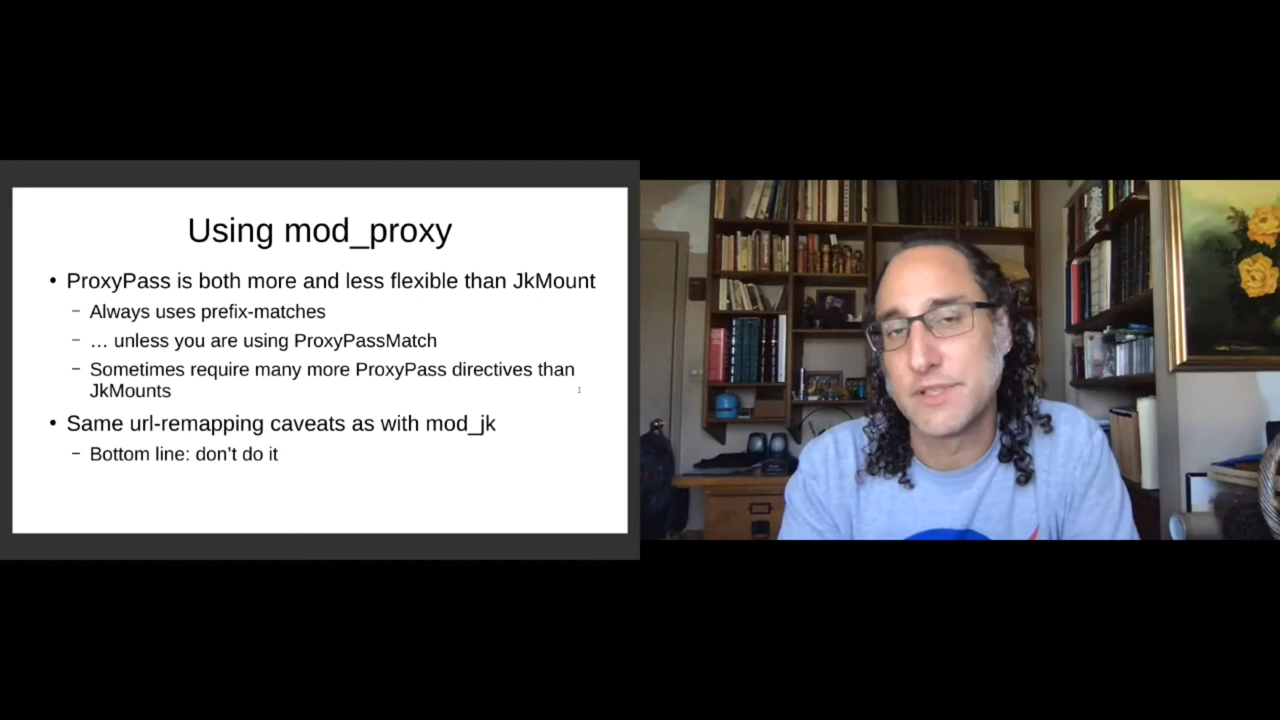 Using mod_proxy
• ProxyPass is both more and less flexible than JkMount
– Always uses prefix-matches
– … unless you are using ProxyPassMatch
– Sometimes require many more ProxyPass directives than
JkMounts
• Same url-remapping caveats as with mod_jk
– Bottom line: don't do it